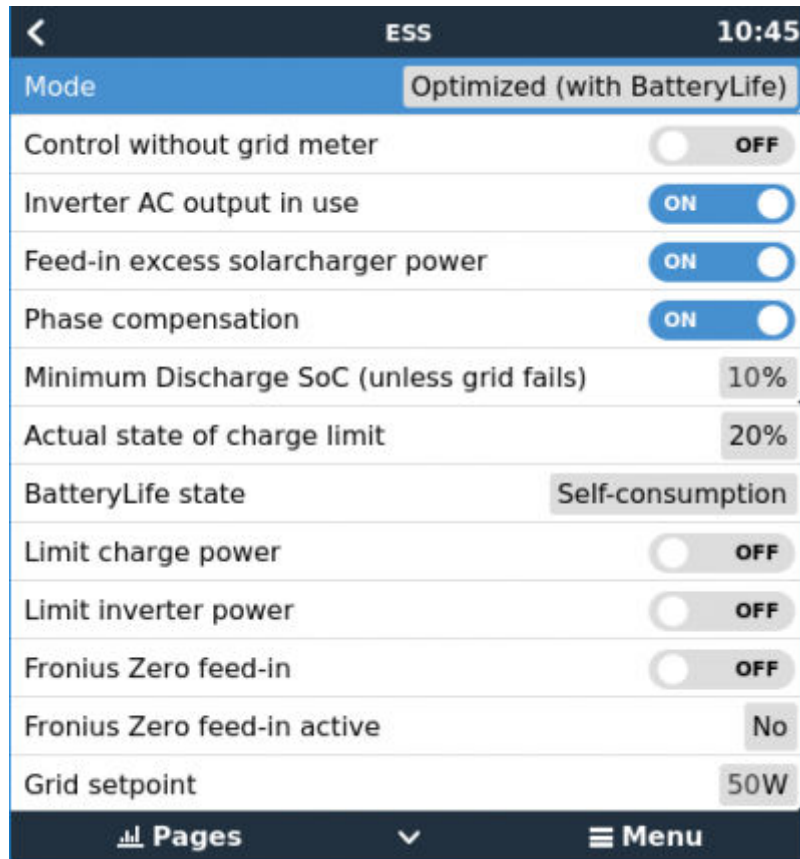 ESS 10:45
Mode Optimized (with BatteryLife)
Control without grid meter OFF
Inverter AC output in use ON
Feed-in excess solarcharger power ON
Phase compensation ON
Minimum Discharge SoC (unless grid fails) 10%
Actual state of charge limit 20%
BatteryLife state Self-consumption
Limit charge power OFF
Limit inverter power OFF
Fronius Zero feed-in OFF
Fronius Zero feed-in active No
Grid setpoint 50W
Pages Menu